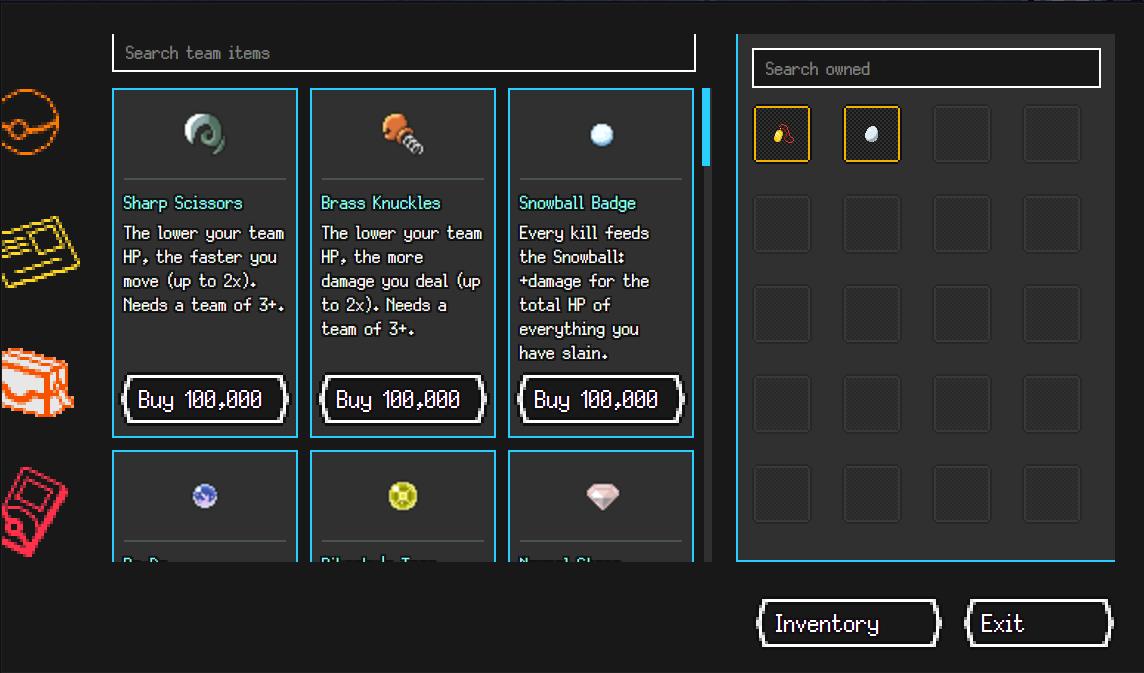 Search team items
Search owned
Sharp Scissors
The lower your team
HP, the faster you
move (up to 2x).
Needs a team of 3+.
Buy 100,000
Brass Knuckles
The lower your team
HP, the more
damage you deal (up
to 2x). Needs a
team of 3+.
Buy 100,000
Snowball Badge
Every kill feeds
the Snowball:
+damage for the
total HP of
everything you
have slain.
Buy 100,000
Inventory
Exit